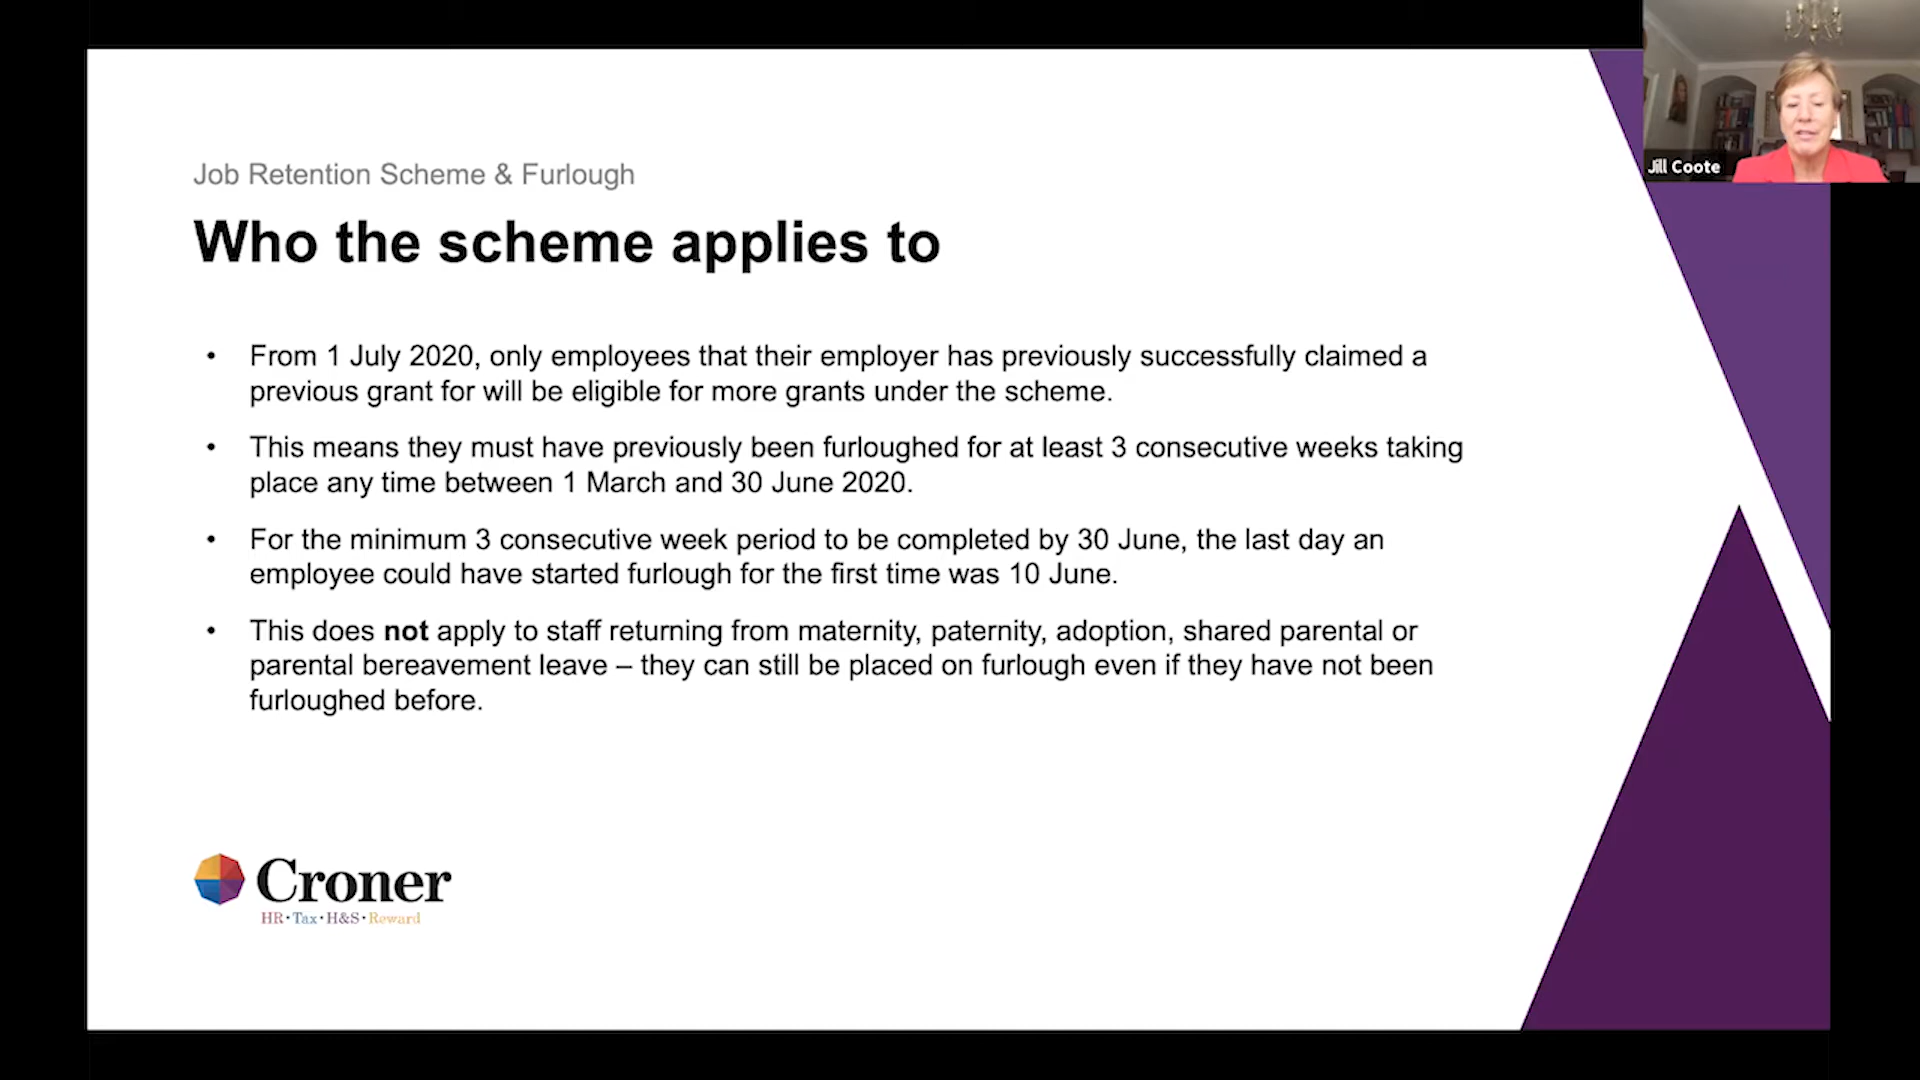 Jill Coote
Job Retention Scheme & Furlough
Who the scheme applies to
• From 1 July 2020, only employees that their employer has previously successfully claimed a
previous grant for will be eligible for more grants under the scheme.
• This means they must have previously been furloughed for at least 3 consecutive weeks taking
place any time between 1 March and 30 June 2020.
• For the minimum 3 consecutive week period to be completed by 30 June, the last day an
employee could have started furlough for the first time was 10 June.
• This does not apply to staff returning from maternity, paternity, adoption, shared parental or
parental bereavement leave – they can still be placed on furlough even if they have not been
furloughed before.
Croner
HR • Tax • H&S • Reward